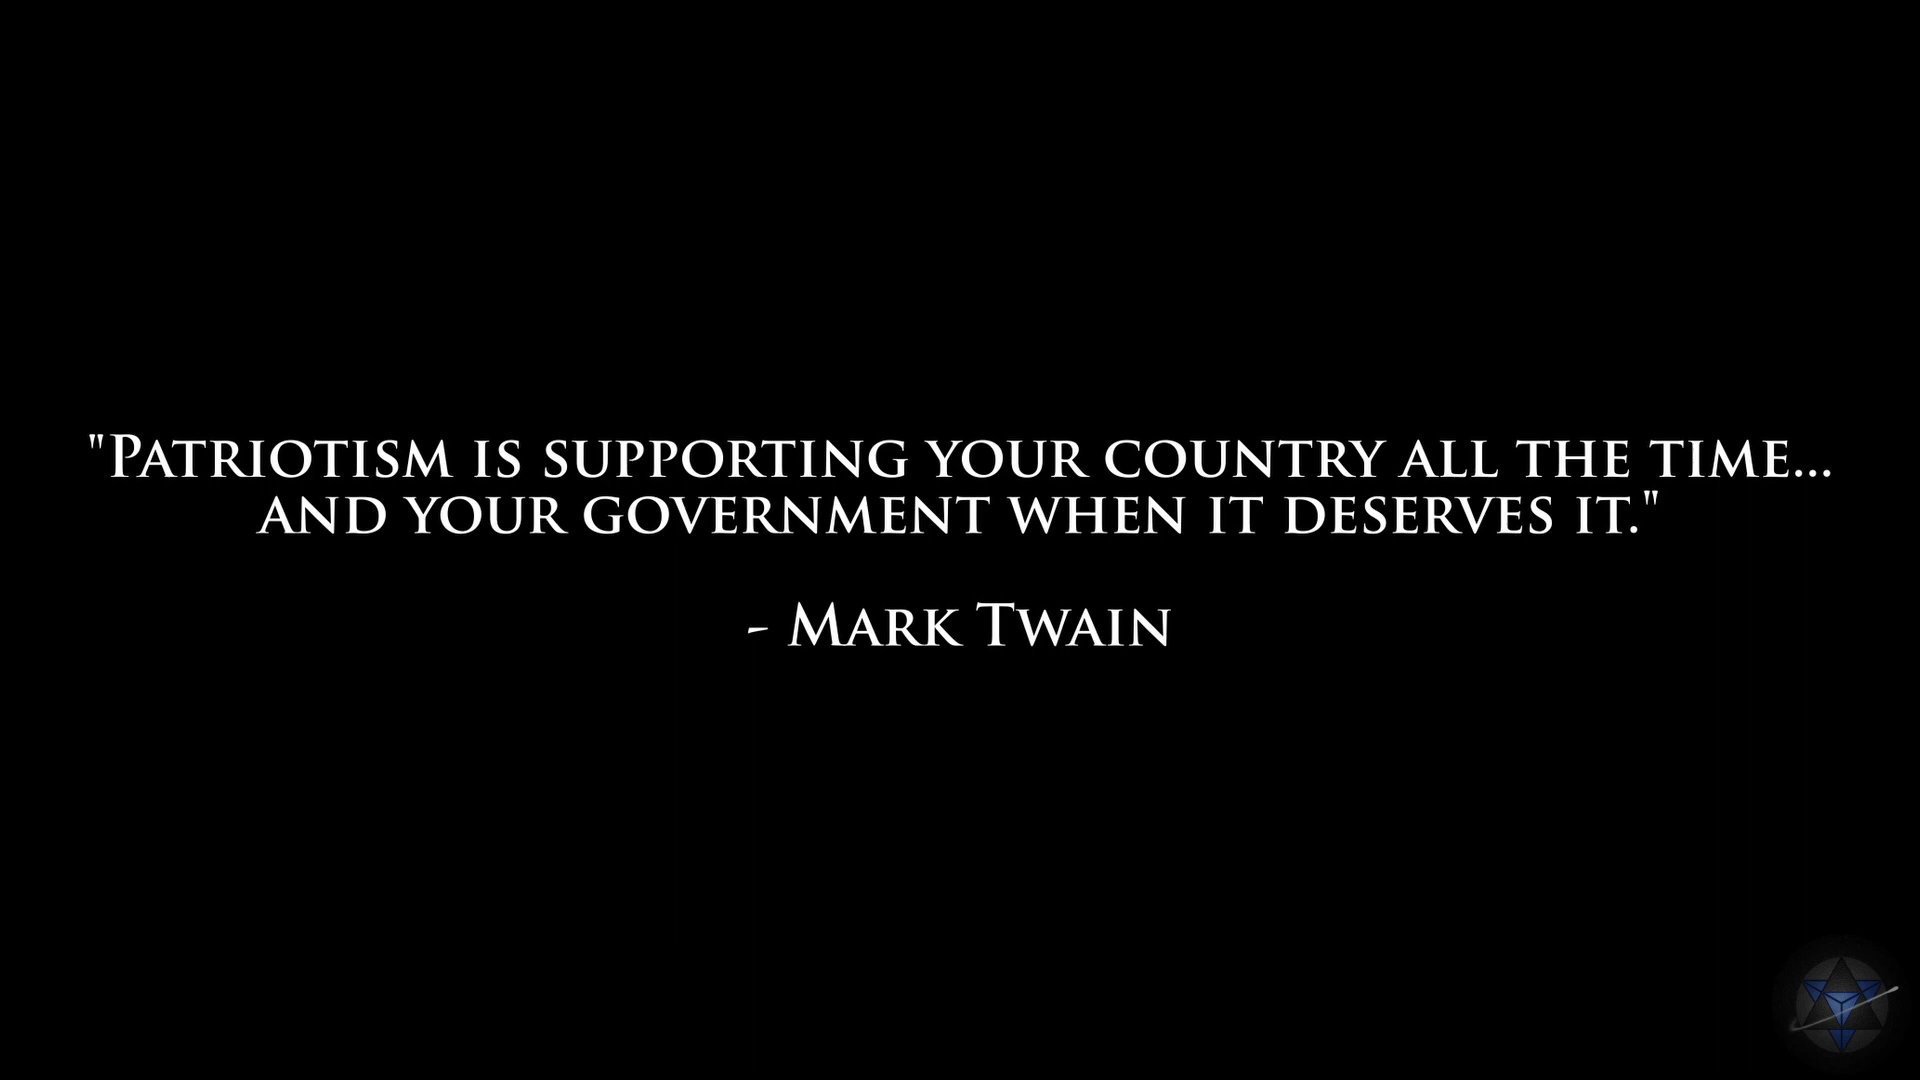 "Patriotism is supporting your country all the time...
and your government when it deserves it."
- Mark Twain